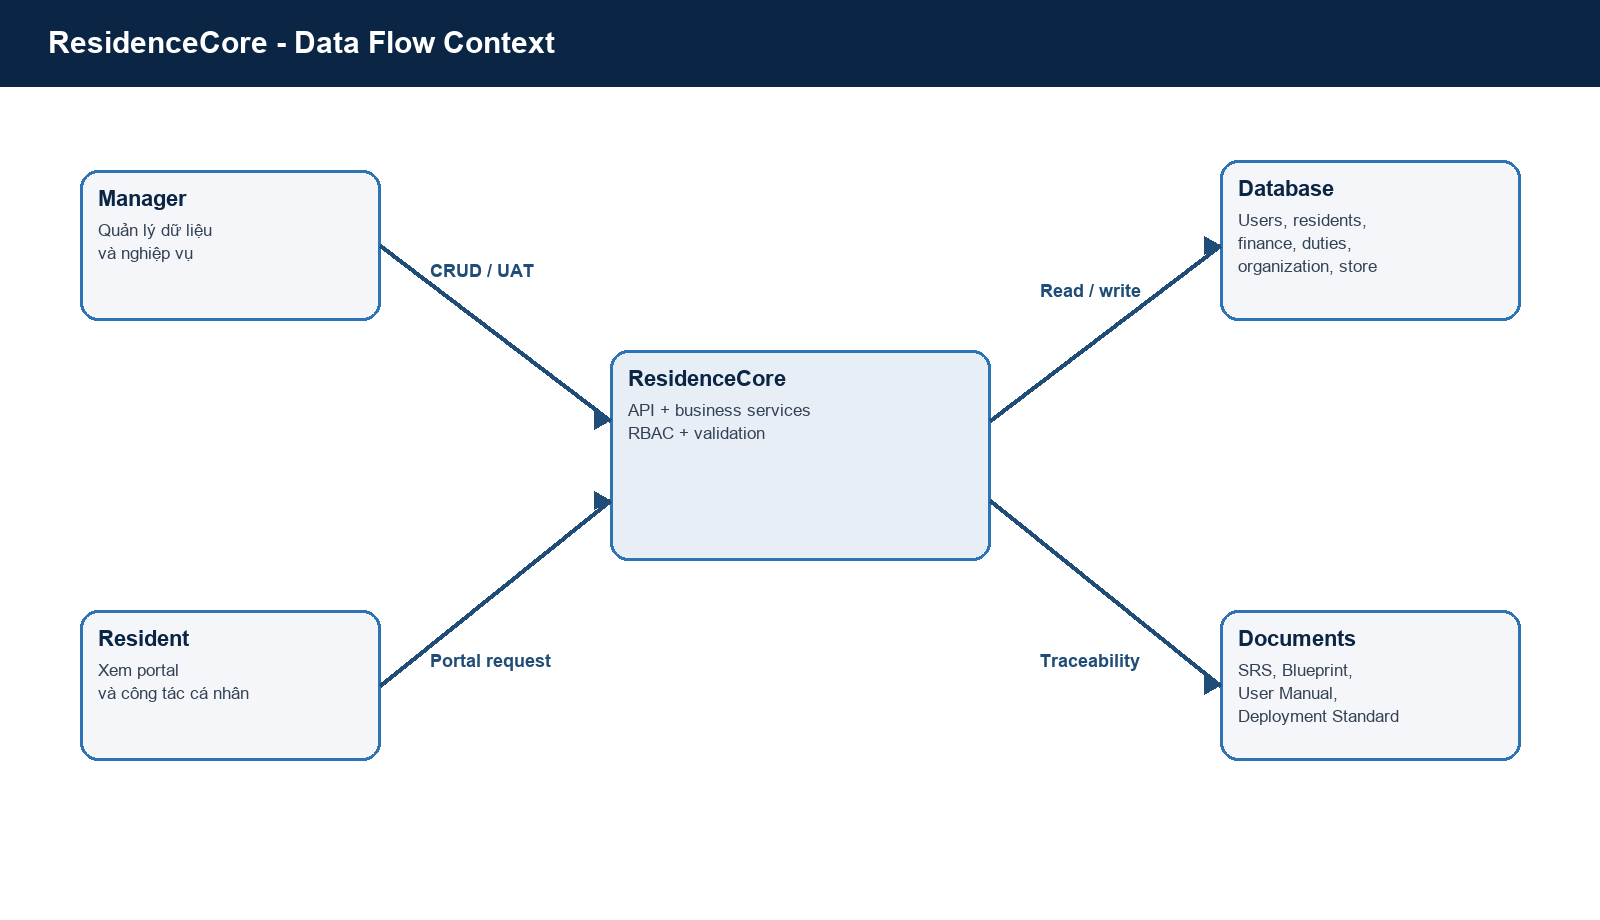 ResidenceCore - Data Flow Context
Manager
Quản lý dữ liệu
và nghiệp vụ
CRUD / UAT
Database
Users, residents,
finance, duties,
organization, store
Read / write
ResidenceCore
API + business services
RBAC + validation
Resident
Xem portal
và công tác cá nhân
Portal request
Traceability
Documents
SRS, Blueprint,
User Manual,
Deployment Standard